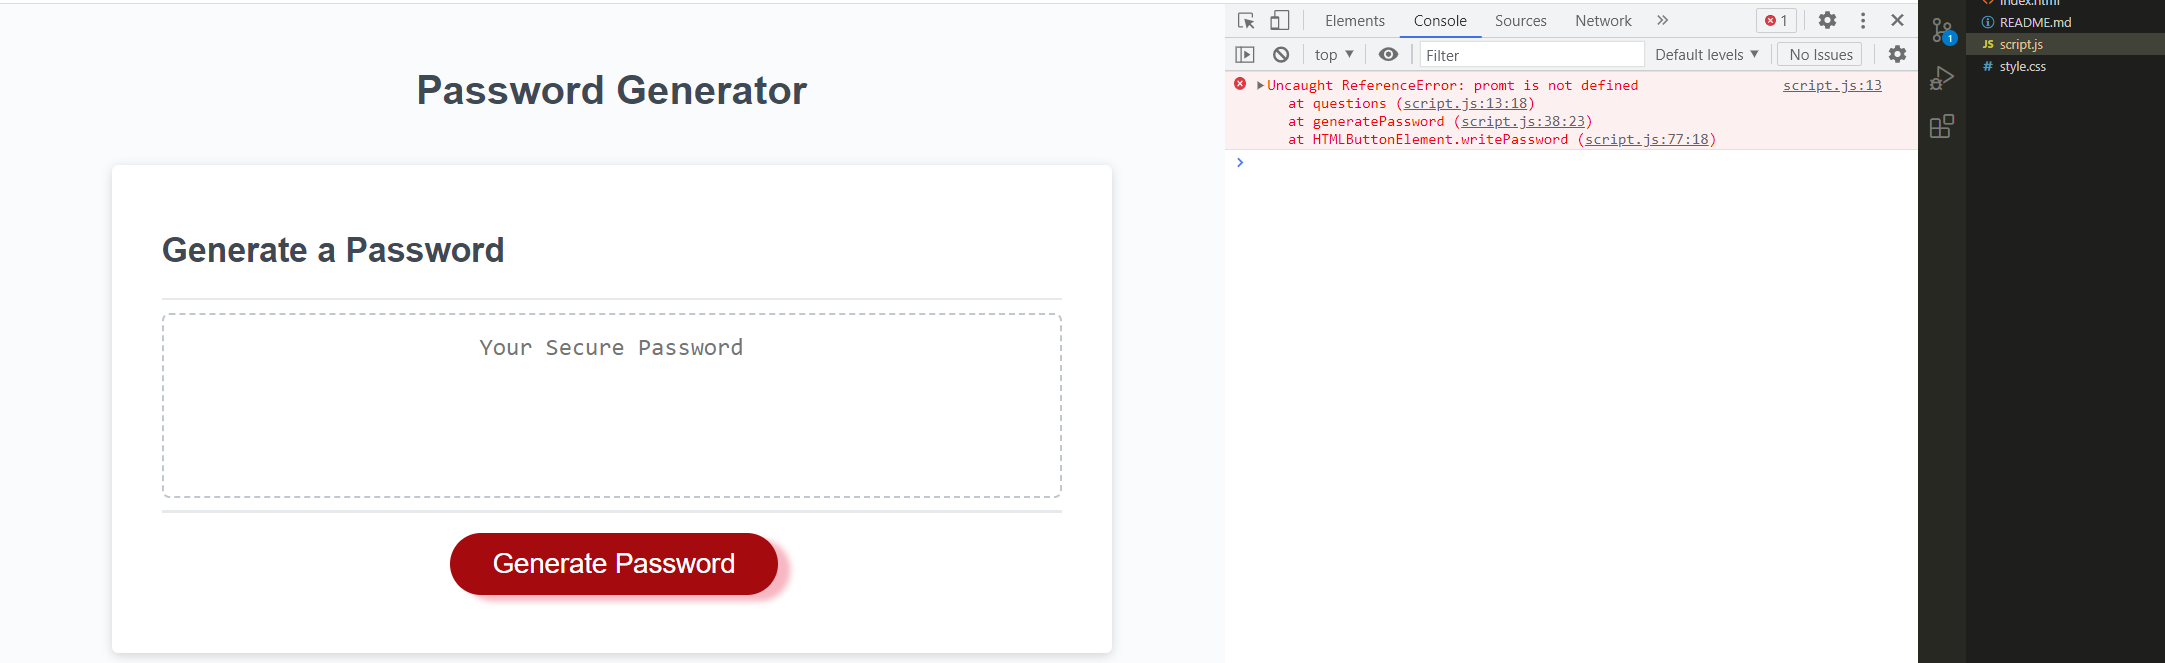 Password Generator
Generate a Password
Your Secure Password
Generate Password
Elements Console Sources Network » 1
top ▼ Filter Default levels ▼ No Issues
Uncaught ReferenceError: promt is not defined script.js:13
at questions (script.js:13:18)
at generatePassword (script.js:38:23)
at HTMLButtonElement.writePassword (script.js:77:18)
1
index.html
README.md
JS script.js
# style.css